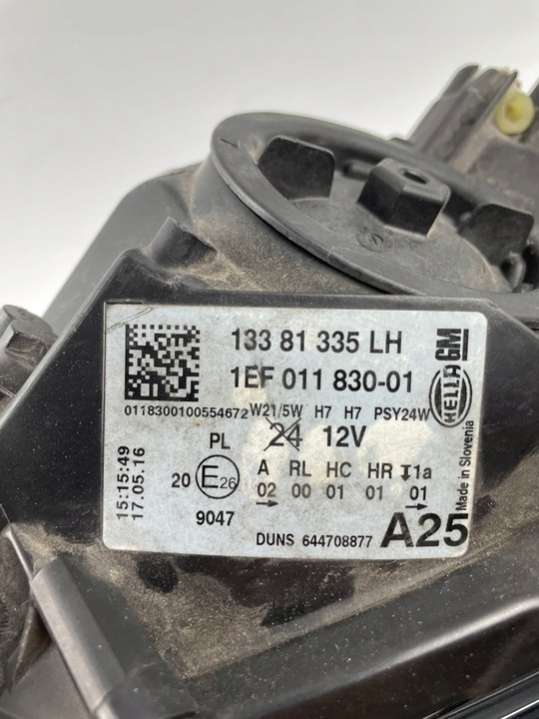 133 81 335 LH
1EF 011 830-01
HELLA GM
0118300100554672 W21/5W H7 H7 PSY24W
PL 24 12V
20 E26 A RL HC HR 1a
02 00 01 01 01
9047
DUNS 644708877 A25
15:15:49
17.05.16
Made in Slovenia